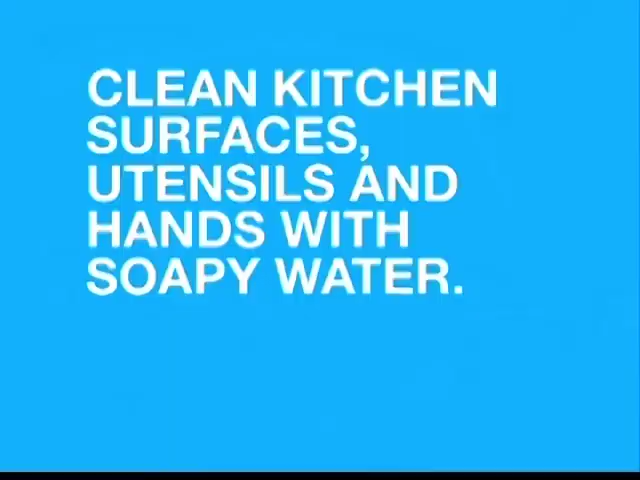 CLEAN KITCHEN
SURFACES,
UTENSILS AND
HANDS WITH
SOAPY WATER.